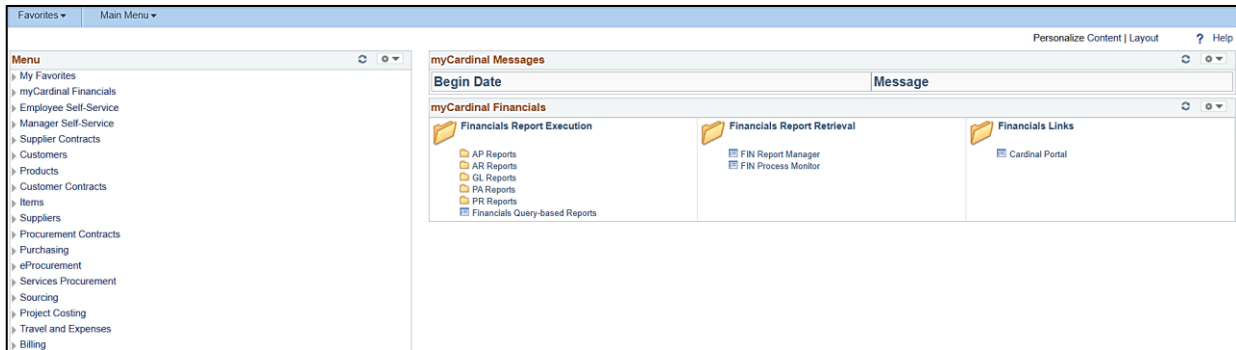 Favorites Main Menu
Personalize Content | Layout ? Help
Menu
My Favorites
myCardinal Financials
Employee Self-Service
Manager Self-Service
Supplier Contracts
Customers
Products
Customer Contracts
Items
Suppliers
Procurement Contracts
Purchasing
eProcurement
Services Procurement
Sourcing
Project Costing
Travel and Expenses
Billing
myCardinal Messages
Begin Date Message
myCardinal Financials
Financials Report Execution
AP Reports
AR Reports
GL Reports
PA Reports
PR Reports
Financials Query-based Reports
Financials Report Retrieval
FIN Report Manager
FIN Process Monitor
Financials Links
Cardinal Portal